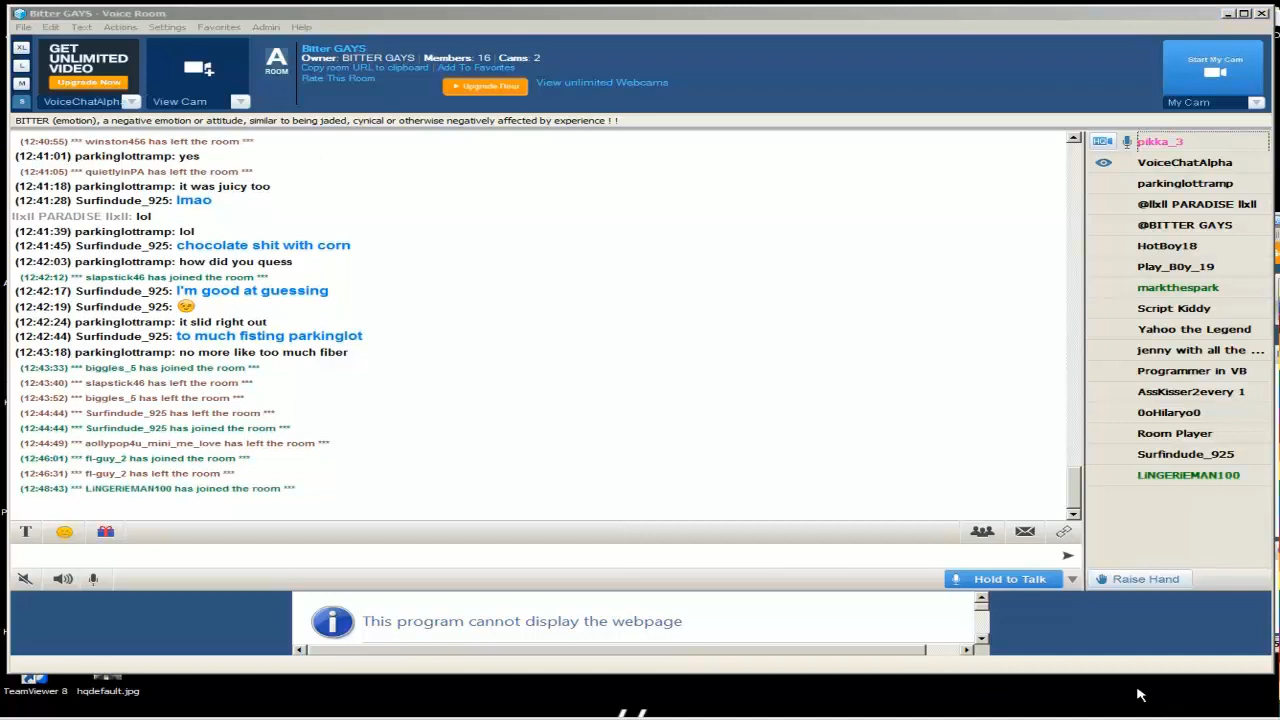 Bitter GAYS - Voice Room
File Edit Text Actions Settings Favorites Admin Help
XL
L
M
S
GET
UNLIMITED
VIDEO
Upgrade Now
VoiceChatAlph
View Cam
A
ROOM
Bitter GAYS
Owner: BITTER GAYS | Members: 16 | Cams: 2
Copy room URL to clipboard | Add To Favorites
Rate This Room
Upgrade Now
View unlimited Webcams
Start My Cam
My Cam
BITTER (emotion), a negative emotion or attitude, similar to being jaded, cynical or otherwise negatively affected by experience ! !
(12:40:55) *** winston456 has left the room ***
(12:41:01) parkinglottramp: yes
(12:41:05) *** quietlyinPA has left the room ***
(12:41:18) parkinglottramp: it was juicy too
(12:41:28) Surfindude_925: lmao
llxll PARADISE llxll: lol
(12:41:39) parkinglottramp: lol
(12:41:45) Surfindude_925: chocolate shit with corn
(12:42:03) parkinglottramp: how did you quess
(12:42:12) *** slapstick46 has joined the room ***
(12:42:17) Surfindude_925: I'm good at guessing
(12:42:19) Surfindude_925:
(12:42:24) parkinglottramp: it slid right out
(12:42:44) Surfindude_925: to much fisting parkinglot
(12:43:18) parkinglottramp: no more like too much fiber
(12:43:33) *** biggles_5 has joined the room ***
(12:43:40) *** slapstick46 has left the room ***
(12:43:52) *** biggles_5 has left the room ***
(12:44:44) *** Surfindude_925 has left the room ***
(12:44:44) *** Surfindude_925 has joined the room ***
(12:44:49) *** aollypop4u_mini_me_love has left the room ***
(12:46:01) *** fl-guy_2 has joined the room ***
(12:46:31) *** fl-guy_2 has left the room ***
(12:48:43) *** LiNGERiEMAN100 has joined the room ***
HQ
pikka_3
VoiceChatAlpha
parkinglottramp
@llxll PARADISE llxll
@BITTER GAYS
HotBoy18
Play_B0y_19
markthespark
Script Kiddy
Yahoo the Legend
jenny with all the ...
Programmer in VB
AssKisser2every 1
0oHilaryo0
Room Player
Surfindude_925
LiNGERiEMAN100
T
Hold to Talk
Raise Hand
This program cannot display the webpage
TeamViewer 8
hqdefault.jpg